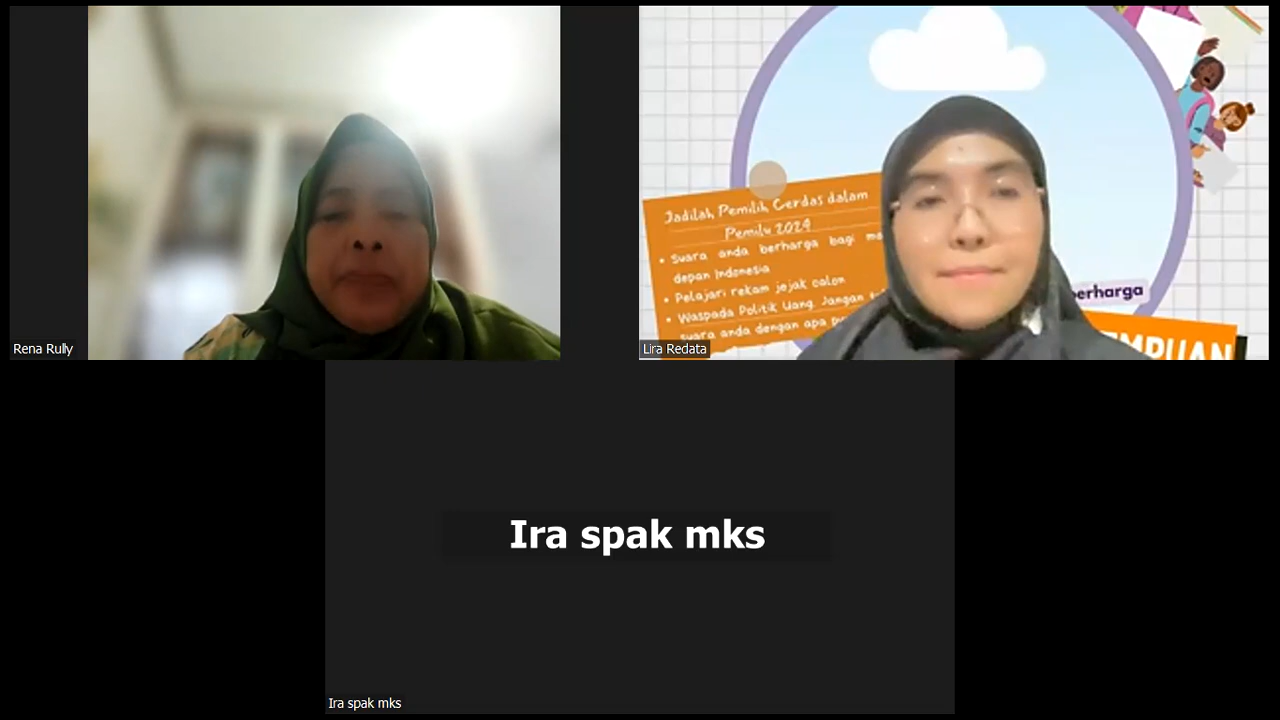 Jadilah Pemilih Cerdas dalam
Pemilu 2024
• Suara anda berharga bagi
depan Indonesia
• Pelajari rekam jejak calon
• Waspada Politik Uang. Jangan
suara anda dengan apa
berharga
Rena Rully
Lira Redata
Ira spak mks
Ira spak mks